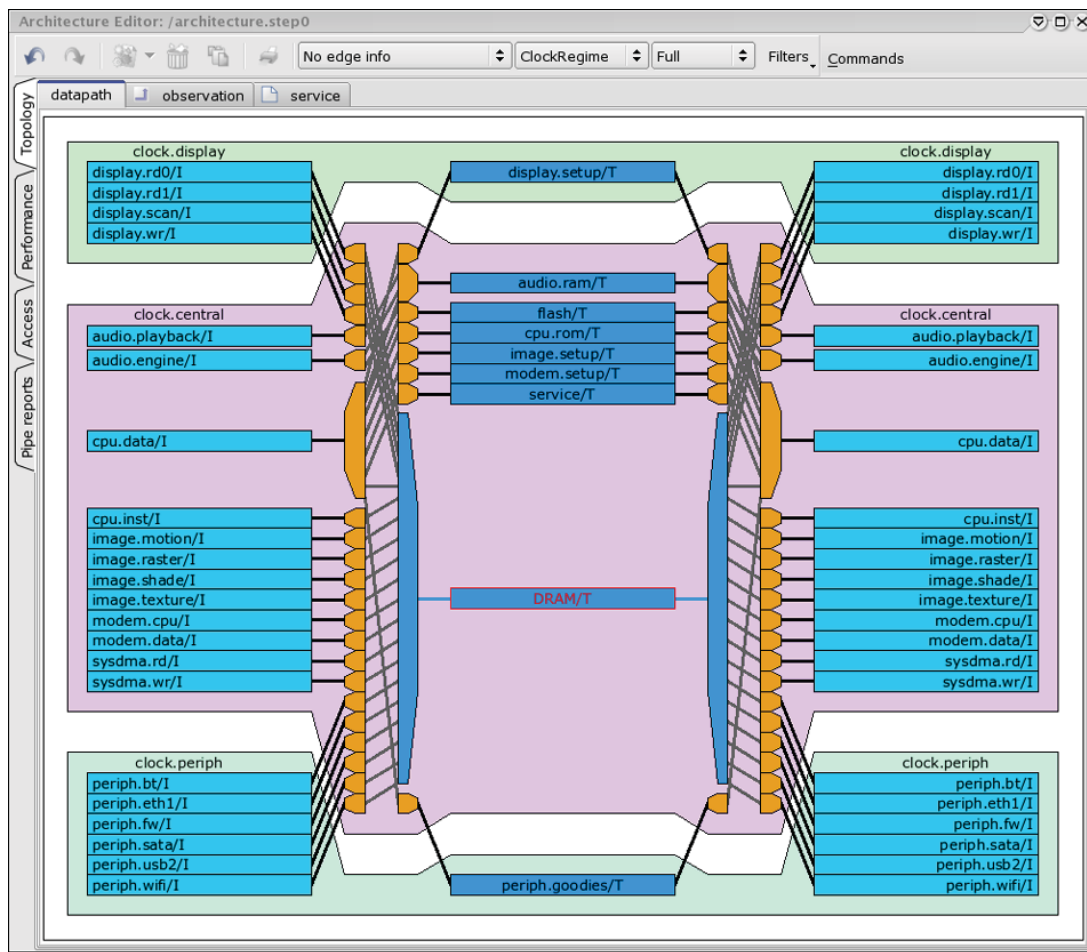 Architecture Editor: /architecture.step0
No edge info
ClockRegime
Full
Filters
Commands
Topology
Performance
Access
Pipe reports
datapath
observation
service
clock.display
display.rd0/I
display.rd1/I
display.scan/I
display.wr/I
clock.central
audio.playback/I
audio.engine/I
cpu.data/I
cpu.inst/I
image.motion/I
image.raster/I
image.shade/I
image.texture/I
modem.cpu/I
modem.data/I
sysdma.rd/I
sysdma.wr/I
clock.periph
periph.bt/I
periph.eth1/I
periph.fw/I
periph.sata/I
periph.usb2/I
periph.wifi/I
display.setup/T
audio.ram/T
flash/T
cpu.rom/T
image.setup/T
modem.setup/T
service/T
DRAM/T
periph.goodies/T
clock.display
display.rd0/I
display.rd1/I
display.scan/I
display.wr/I
clock.central
audio.playback/I
audio.engine/I
cpu.data/I
cpu.inst/I
image.motion/I
image.raster/I
image.shade/I
image.texture/I
modem.cpu/I
modem.data/I
sysdma.rd/I
sysdma.wr/I
clock.periph
periph.bt/I
periph.eth1/I
periph.fw/I
periph.sata/I
periph.usb2/I
periph.wifi/I